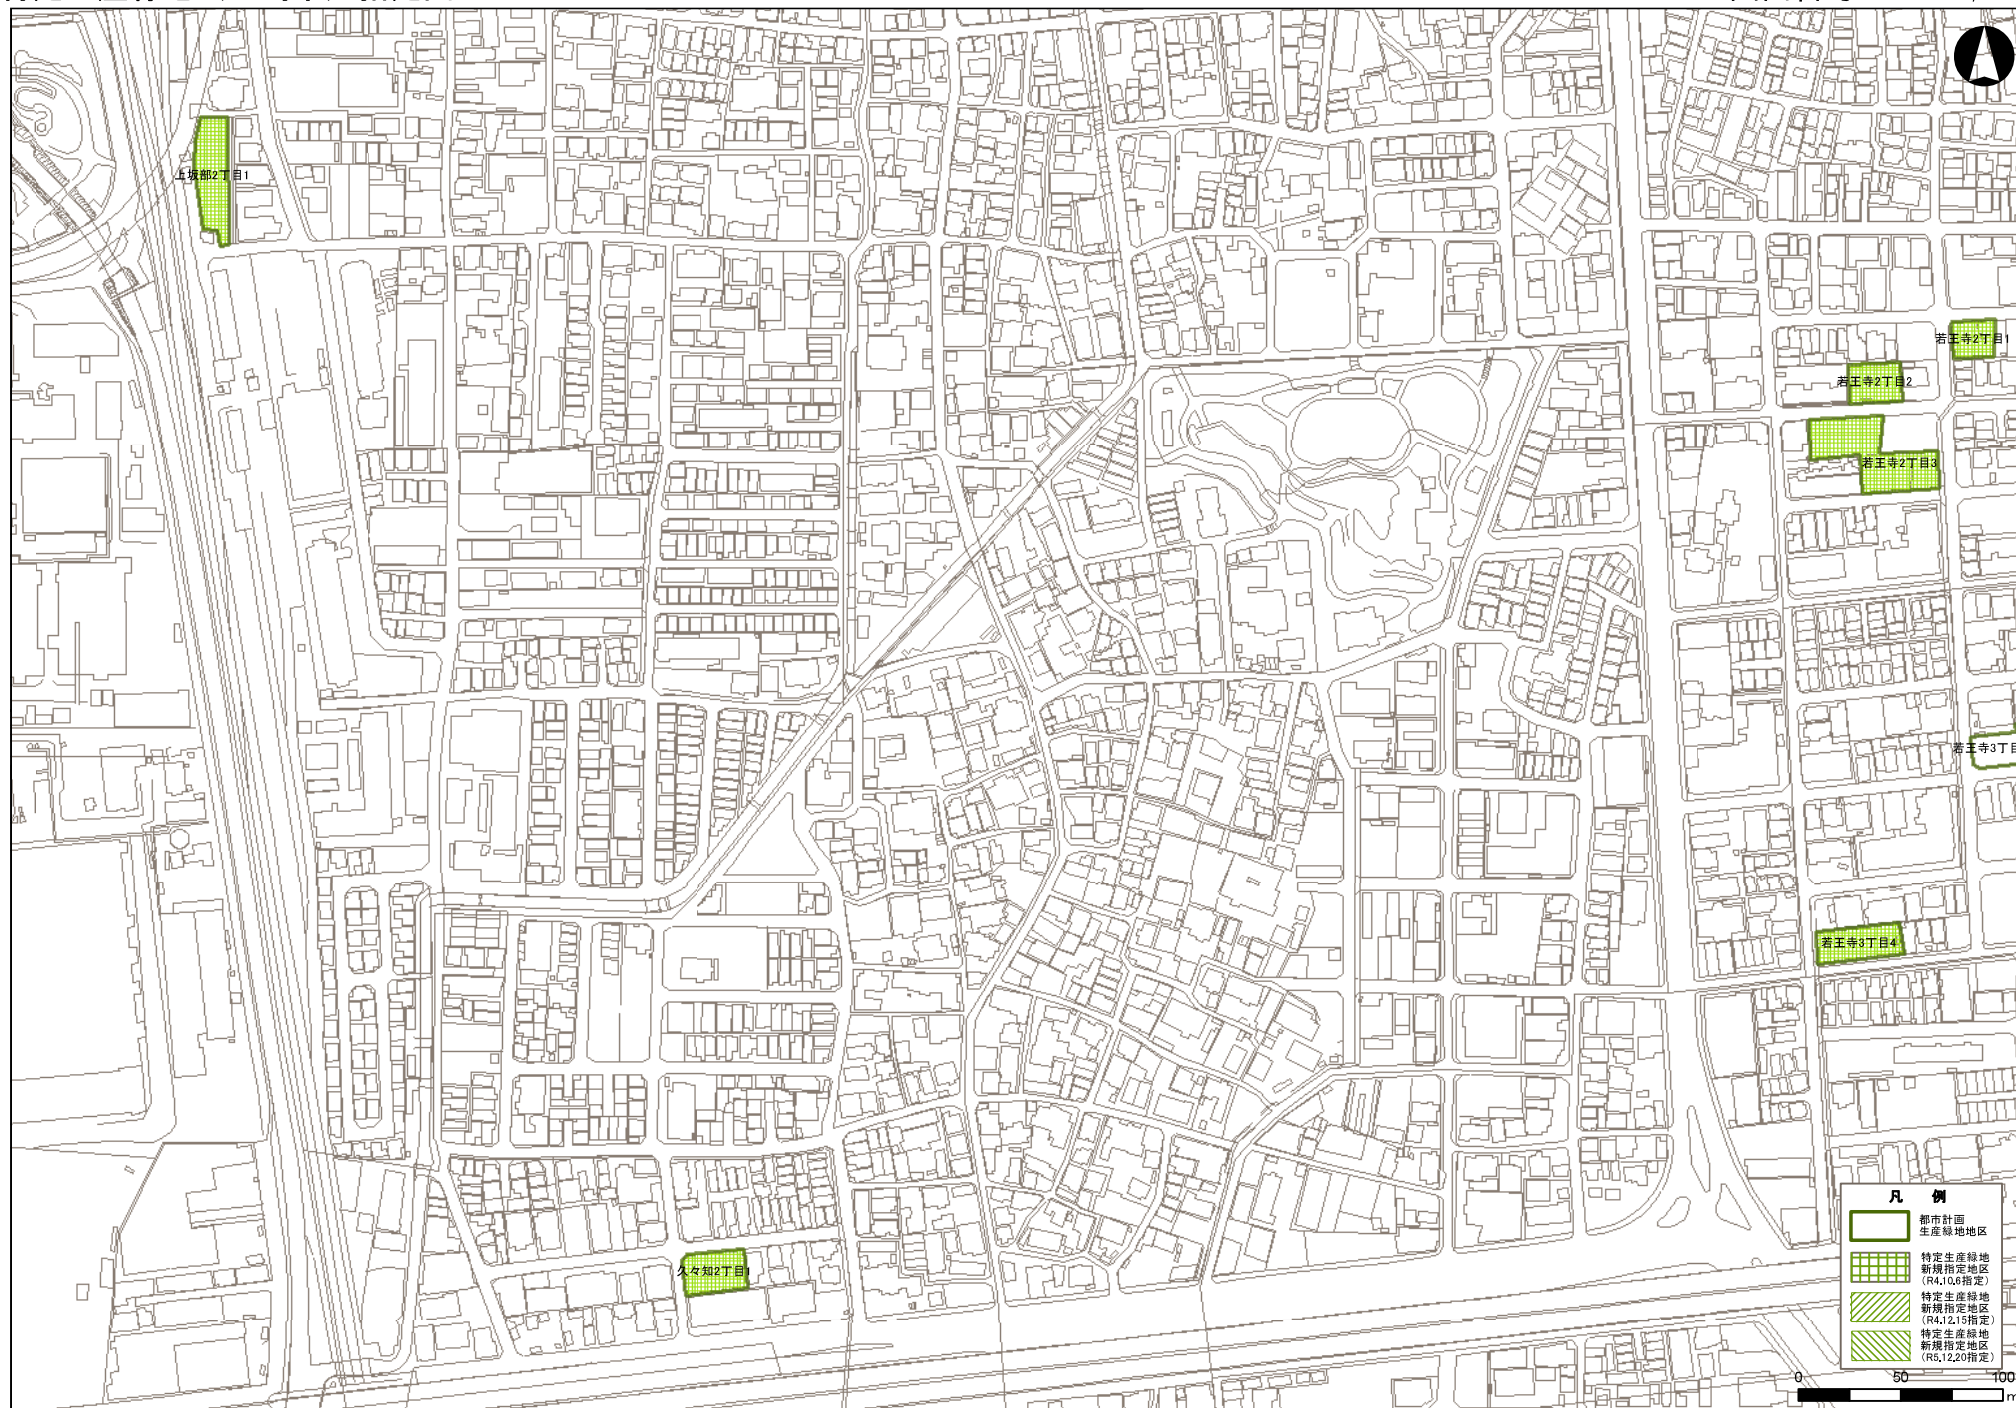 上坂部2丁目1
若王寺2丁目1
若王寺2丁目2
若王寺2丁目3
若王寺3丁目
若王寺3丁目4
久々知2丁目1
凡 例
都市計画
生産緑地地区
特定生産緑地
新規指定地区
(R4.10.6指定)
特定生産緑地
新規指定地区
(R4.12.15指定)
特定生産緑地
新規指定地区
(R5.12.20指定)
0 50 100
m